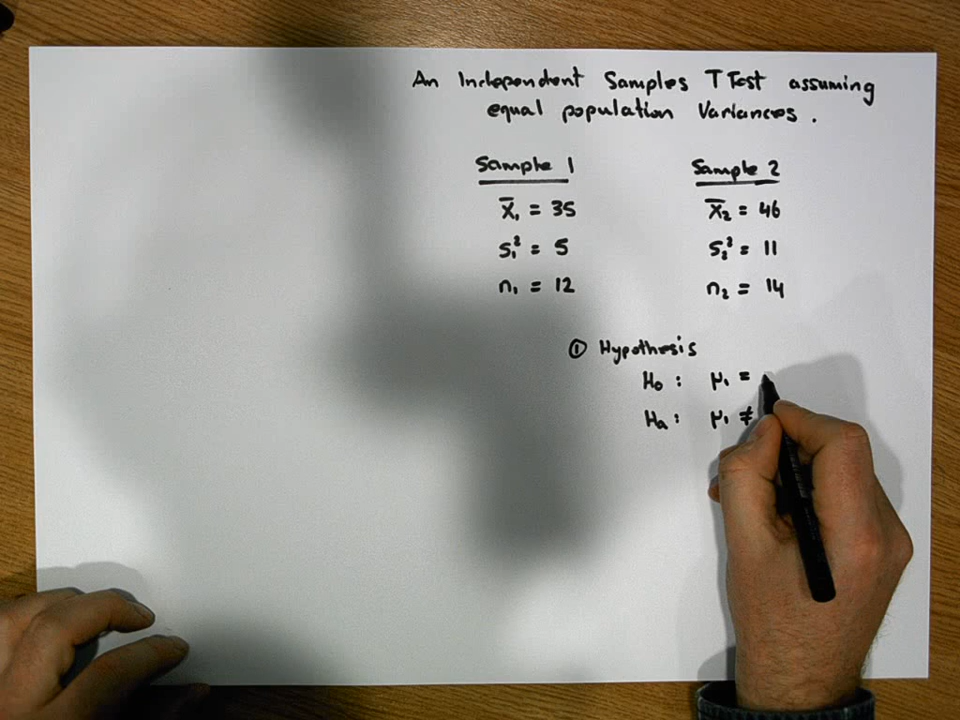 An Independent Samples T Test assuming
equal population Variances.
Sample 1
x̄₁ = 35
s₁² = 5
n₁ = 12
Sample 2
x̄₂ = 46
s₂² = 11
n₂ = 14
① Hypothesis
H₀ : μ₁ =
Hₐ : μ₁ ≠